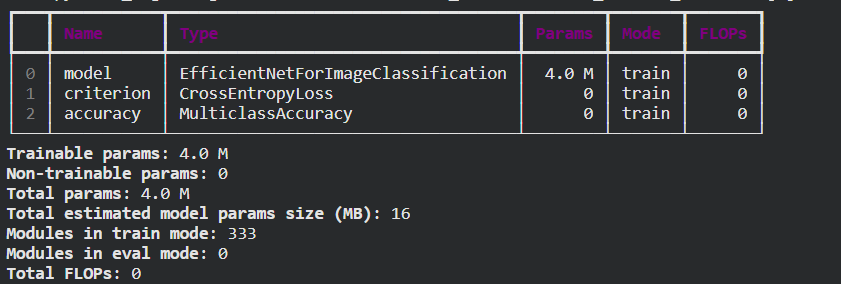 Name Type Params Mode FLOPs
0 model EfficientNetForImageClassification 4.0 M train 0
1 criterion CrossEntropyLoss 0 train 0
2 accuracy MulticlassAccuracy 0 train 0
Trainable params: 4.0 M
Non-trainable params: 0
Total params: 4.0 M
Total estimated model params size (MB): 16
Modules in train mode: 333
Modules in eval mode: 0
Total FLOPs: 0